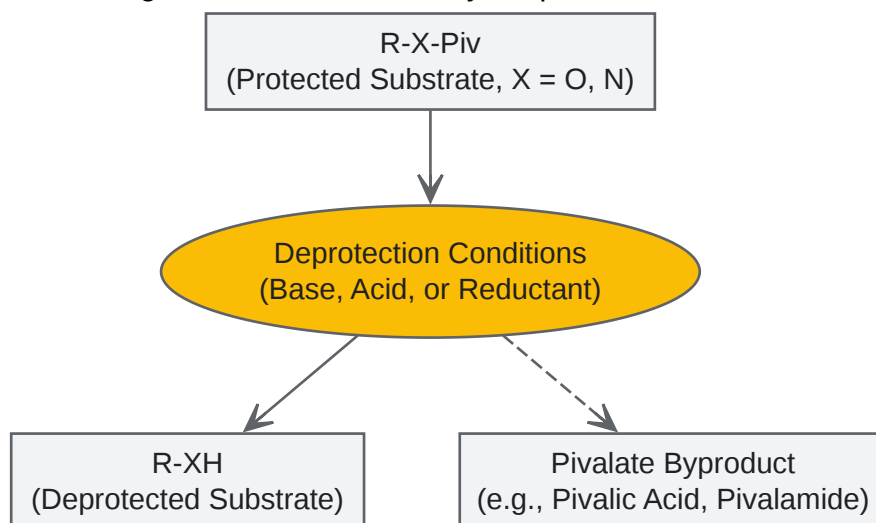 R-X-Piv
(Protected Substrate, X = O, N)
Deprotection Conditions
(Base, Acid, or Reductant)
R-XH
(Deprotected Substrate)
Pivalate Byproduct
(e.g., Pivalic Acid, Pivalamide)